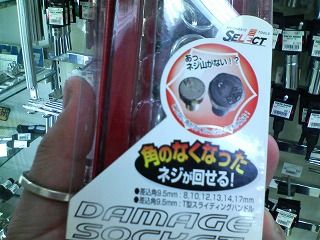 SELECT
あっ、
ネジ山がない!?
角のなくなった
ネジが回せる!
●差込角9.5mm:8,10,12,13,14,17mm
●差込角9.5mm:T型スライディングハンドル
DAMAGE
SOCKET